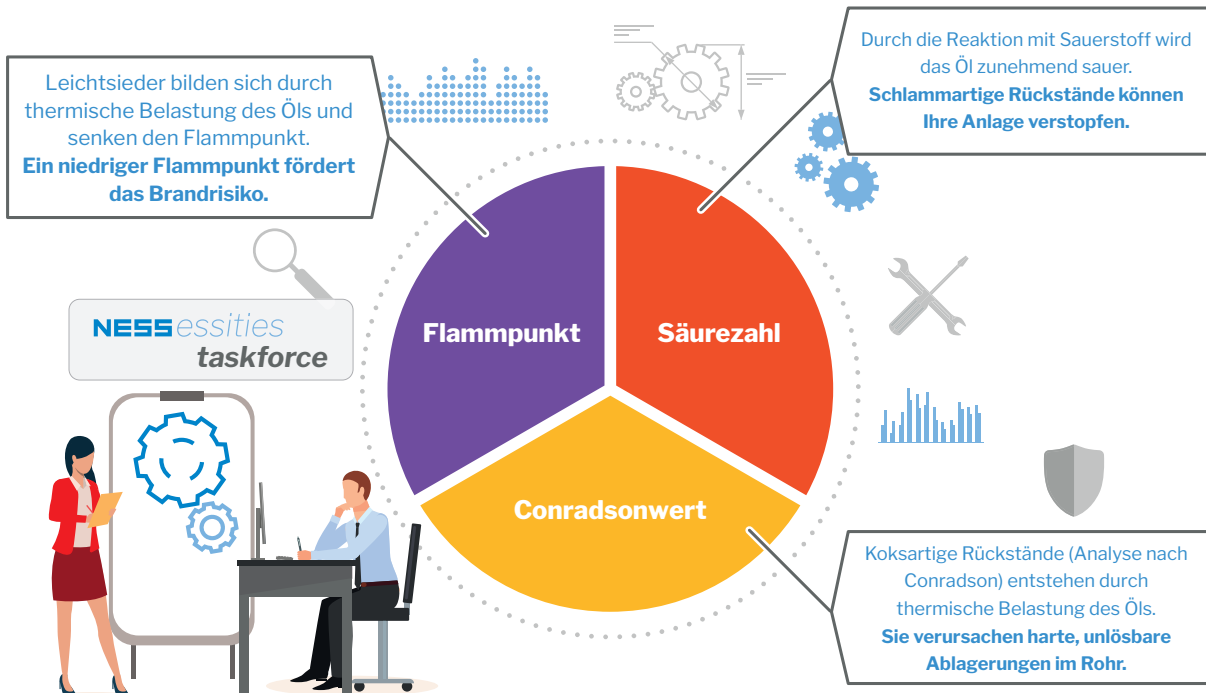 Leichtsieder bilden sich durch
thermische Belastung des Öls und
senken den Flammpunkt.
Ein niedriger Flammpunkt fördert
das Brandrisiko.
Durch die Reaktion mit Sauerstoff wird
das Öl zunehmend sauer.
Schlammartige Rückstände können
Ihre Anlage verstopfen.
NESSessities
taskforce
Flammpunkt
Säurezahl
Conradsonwert
Koksartige Rückstände (Analyse nach
Conradson) entstehen durch
thermische Belastung des Öls.
Sie verursachen harte, unlösbare
Ablagerungen im Rohr.